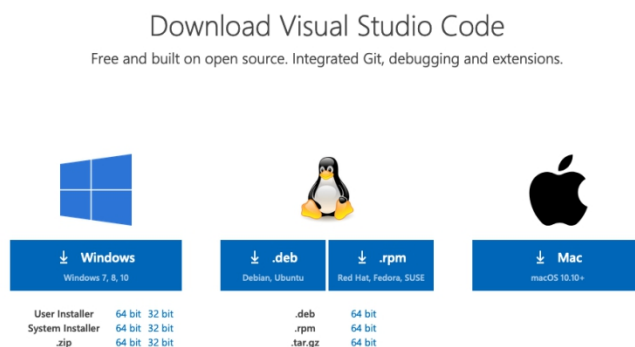 Download Visual Studio Code
Free and built on open source. Integrated Git, debugging and extensions.
Windows
Windows 7, 8, 10
.deb
Debian, Ubuntu
.rpm
Red Hat, Fedora, SUSE
Mac
macOS 10.10+
User Installer 64 bit 32 bit
System Installer 64 bit 32 bit
.zip 64 bit 32 bit
.deb 64 bit
.rpm 64 bit
.tar.gz 64 bit